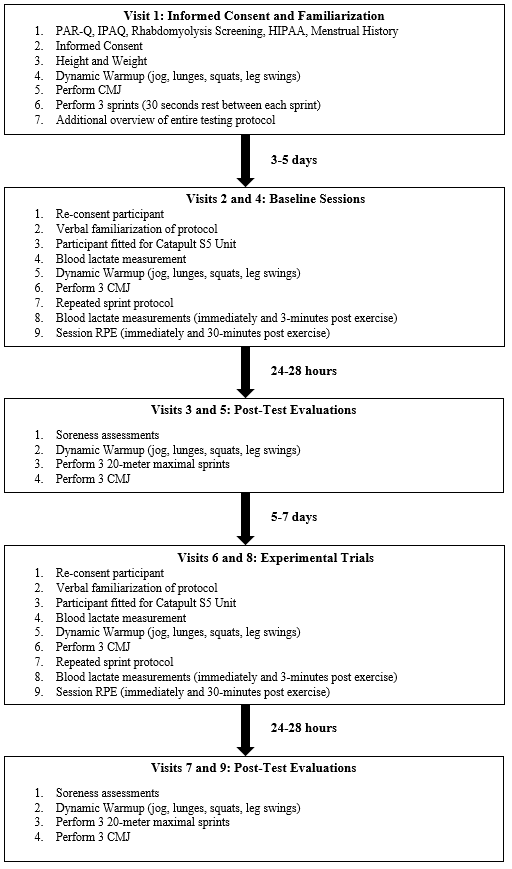 Visit 1: Informed Consent and Familiarization
1. PAR-Q, IPAQ, Rhabdomyolysis Screening, HIPAA, Menstrual History
2. Informed Consent
3. Height and Weight
4. Dynamic Warmup (jog, lunges, squats, leg swings)
5. Perform CMJ
6. Perform 3 sprints (30 seconds rest between each sprint)
7. Additional overview of entire testing protocol
3-5 days
Visits 2 and 4: Baseline Sessions
1. Re-consent participant
2. Verbal familiarization of protocol
3. Participant fitted for Catapult S5 Unit
4. Blood lactate measurement
5. Dynamic Warmup (jog, lunges, squats, leg swings)
6. Perform 3 CMJ
7. Repeated sprint protocol
8. Blood lactate measurements (immediately and 3-minutes post exercise)
9. Session RPE (immediately and 30-minutes post exercise)
24-28 hours
Visits 3 and 5: Post-Test Evaluations
1. Soreness assessments
2. Dynamic Warmup (jog, lunges, squats, leg swings)
3. Perform 3 20-meter maximal sprints
4. Perform 3 CMJ
5-7 days
Visits 6 and 8: Experimental Trials
1. Re-consent participant
2. Verbal familiarization of protocol
3. Participant fitted for Catapult S5 Unit
4. Blood lactate measurement
5. Dynamic Warmup (jog, lunges, squats, leg swings)
6. Perform 3 CMJ
7. Repeated sprint protocol
8. Blood lactate measurements (immediately and 3-minutes post exercise)
9. Session RPE (immediately and 30-minutes post exercise)
24-28 hours
Visits 7 and 9: Post-Test Evaluations
1. Soreness assessments
2. Dynamic Warmup (jog, lunges, squats, leg swings)
3. Perform 3 20-meter maximal sprints
4. Perform 3 CMJ